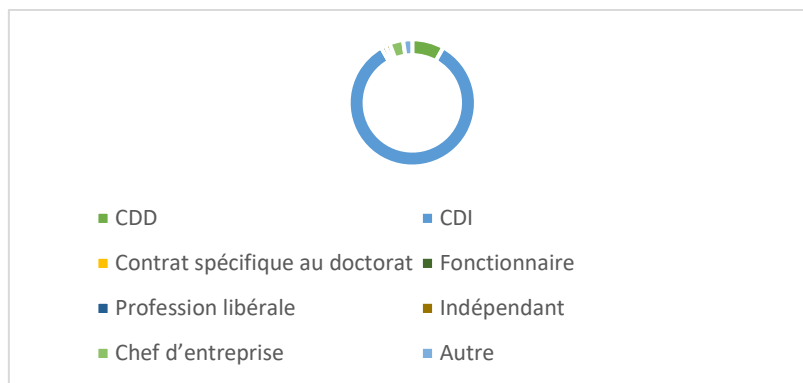 CDD CDI
Contrat spécifique au doctorat Fonctionnaire
Profession libérale Indépendant
Chef d’entreprise Autre